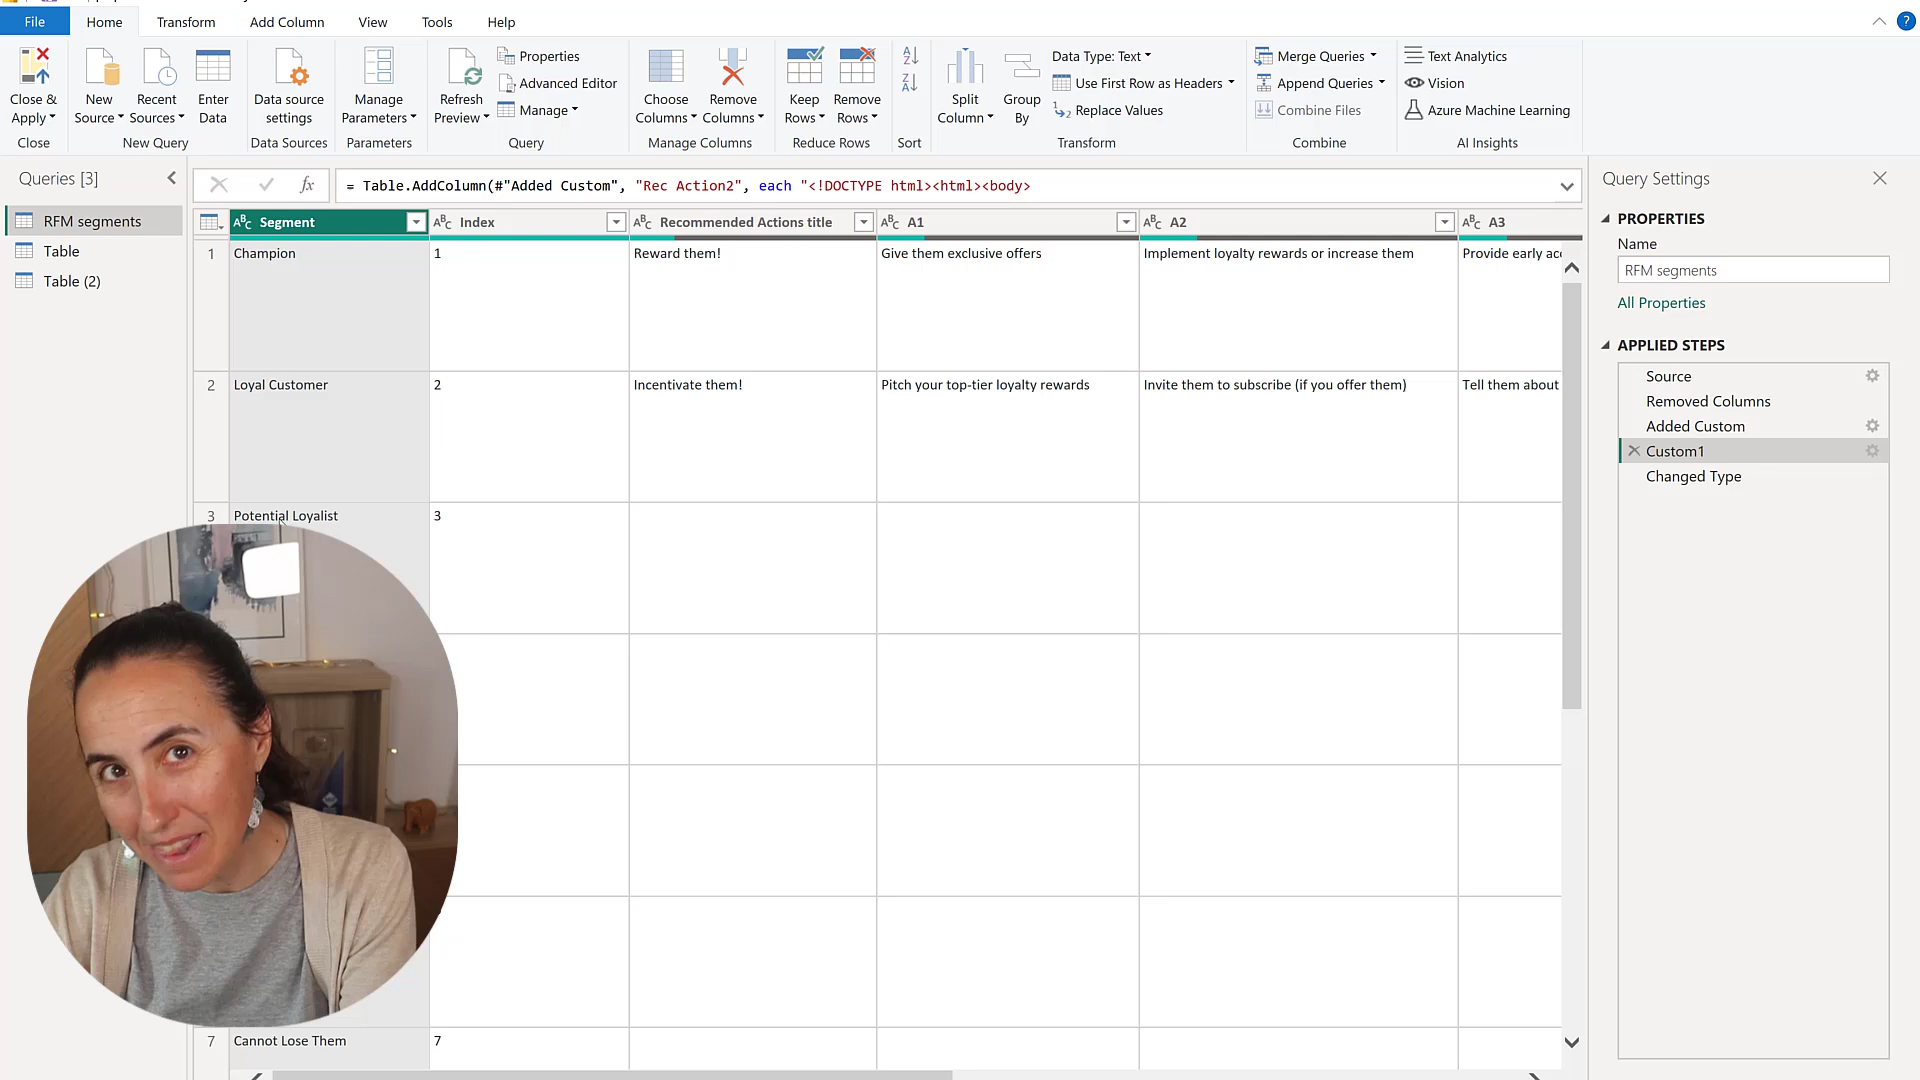 File Home Transform Add Column View Tools Help
Close & Apply
New Source
Recent Sources
Enter Data
Data source settings
Manage Parameters
Refresh Preview
Properties
Advanced Editor
Manage
Choose Columns
Remove Columns
Keep Rows
Remove Rows
Split Column
Group By
Data Type: Text
Use First Row as Headers
Replace Values
Merge Queries
Append Queries
Combine Files
Text Analytics
Vision
Azure Machine Learning
Close New Query Data Sources Parameters Query Manage Columns Reduce Rows Sort Transform Combine AI Insights
Queries [3]
RFM segments
Table
Table (2)
fx
= Table.AddColumn(#"Added Custom", "Rec Action2", each "<!DOCTYPE html><html><body>
Segment Index Recommended Actions title A1 A2 A3
1 Champion 1 Reward them! Give them exclusive offers Implement loyalty rewards or increase them Provide early acc
2 Loyal Customer 2 Incentivate them! Pitch your top-tier loyalty rewards Invite them to subscribe (if you offer them) Tell them about
3 Potential Loyalist 3
7 Cannot Lose Them 7
Query Settings
PROPERTIES
Name
RFM segments
All Properties
APPLIED STEPS
Source
Removed Columns
Added Custom
Custom1
Changed Type